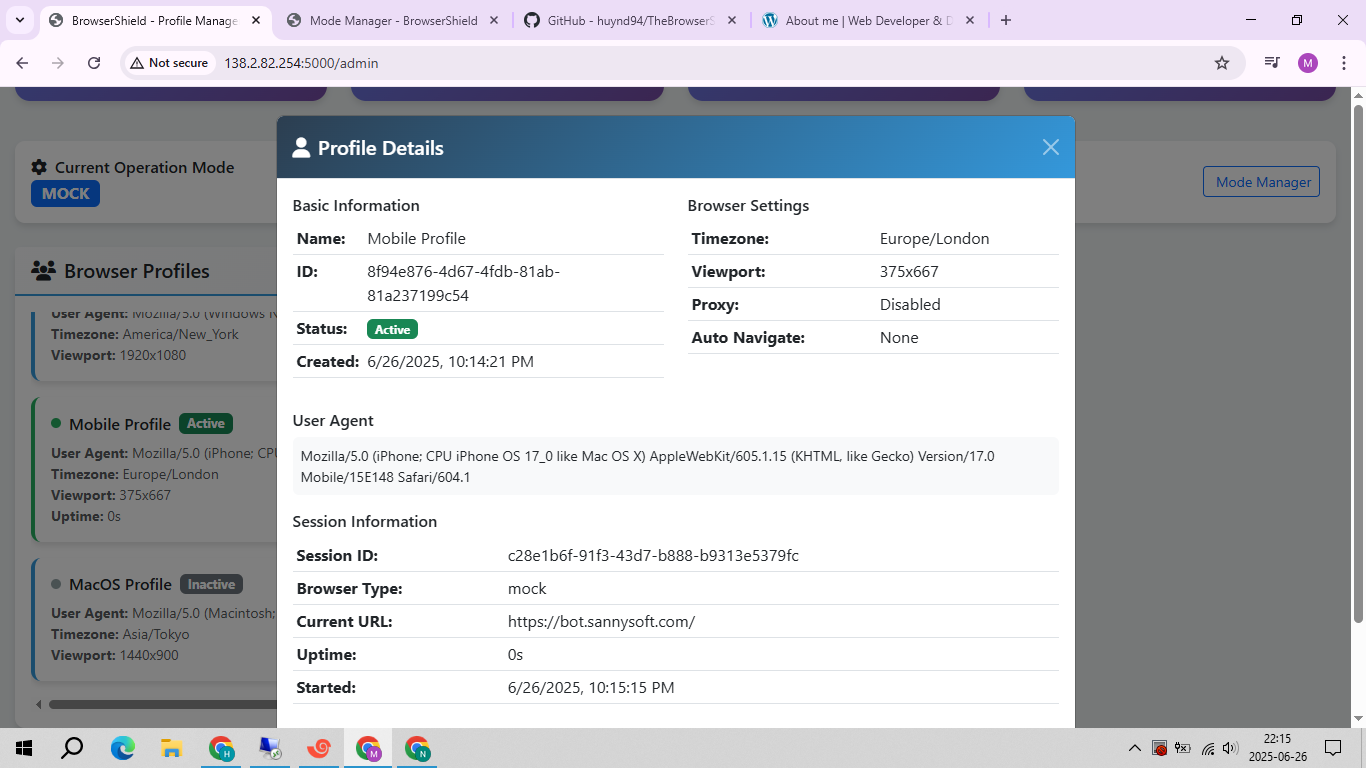 BrowserShield - Profile Manage
Mode Manager - BrowserShield
GitHub - huynd94/TheBrowserS
About me | Web Developer & D
Not secure
138.2.82.254:5000/admin
M
Current Operation Mode
MOCK
Mode Manager
Browser Profiles
User Agent: Mozilla/5.0 (Windows N
Timezone: America/New_York
Viewport: 1920x1080
Mobile Profile Active
User Agent: Mozilla/5.0 (iPhone; CPU
Timezone: Europe/London
Viewport: 375x667
Uptime: 0s
MacOS Profile Inactive
User Agent: Mozilla/5.0 (Macintosh;
Timezone: Asia/Tokyo
Viewport: 1440x900
Profile Details
Basic Information
Name: Mobile Profile
ID: 8f94e876-4d67-4fdb-81ab-
81a237199c54
Status: Active
Created: 6/26/2025, 10:14:21 PM
Browser Settings
Timezone: Europe/London
Viewport: 375x667
Proxy: Disabled
Auto Navigate: None
User Agent
Mozilla/5.0 (iPhone; CPU iPhone OS 17_0 like Mac OS X) AppleWebKit/605.1.15 (KHTML, like Gecko) Version/17.0
Mobile/15E148 Safari/604.1
Session Information
Session ID: c28e1b6f-91f3-43d7-b888-b9313e5379fc
Browser Type: mock
Current URL: https://bot.sannysoft.com/
Uptime: 0s
Started: 6/26/2025, 10:15:15 PM
H
M
N
22:15
2025-06-26